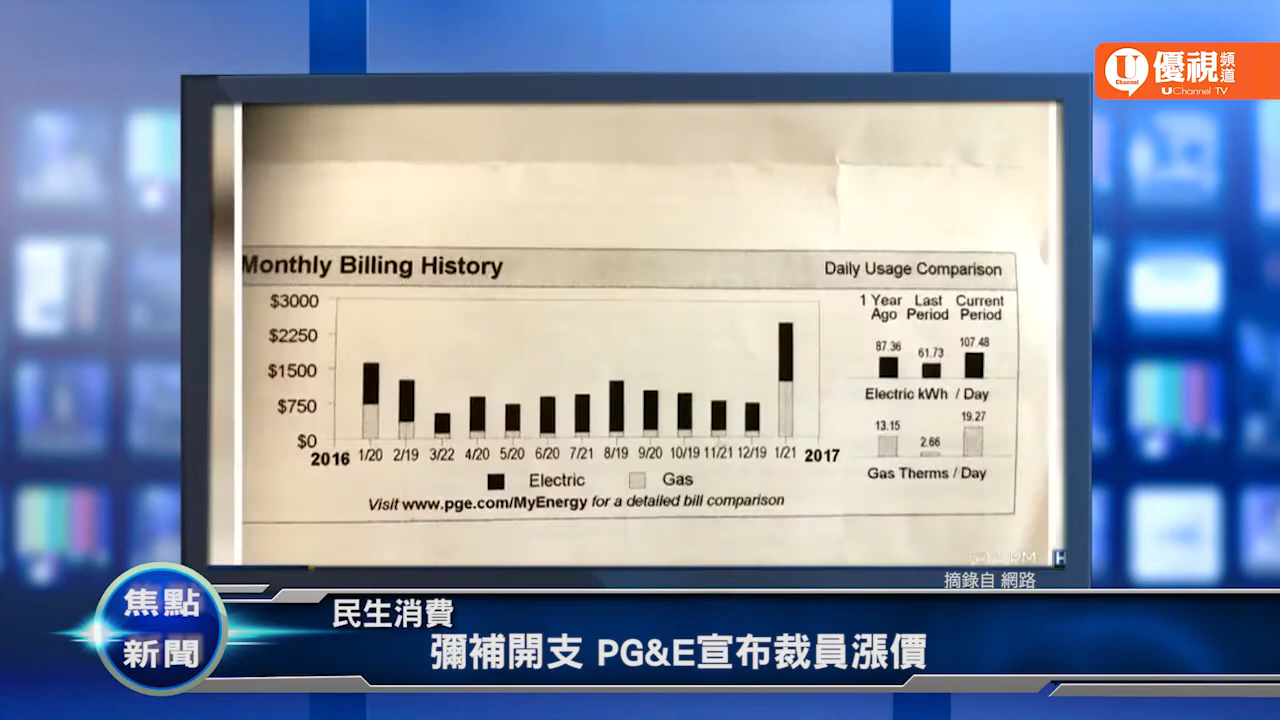 U
Channel
優視
頻道
UChannel TV
Monthly Billing History
Daily Usage Comparison
$3000
$2250
$1500
$750
$0
2016 1/20 2/19 3/22 4/20 5/20 6/20 7/21 8/19 9/20 10/19 11/21 12/19 1/21 2017
Electric Gas
Visit www.pge.com/MyEnergy for a detailed bill comparison
1 Year Last Current
Ago Period Period
87.36 61.73 107.48
Electric kWh / Day
13.15 2.66 19.27
Gas Therms / Day
摘錄自 網路
焦點
新聞
民生消費
彌補開支 PG&E宣布裁員漲價